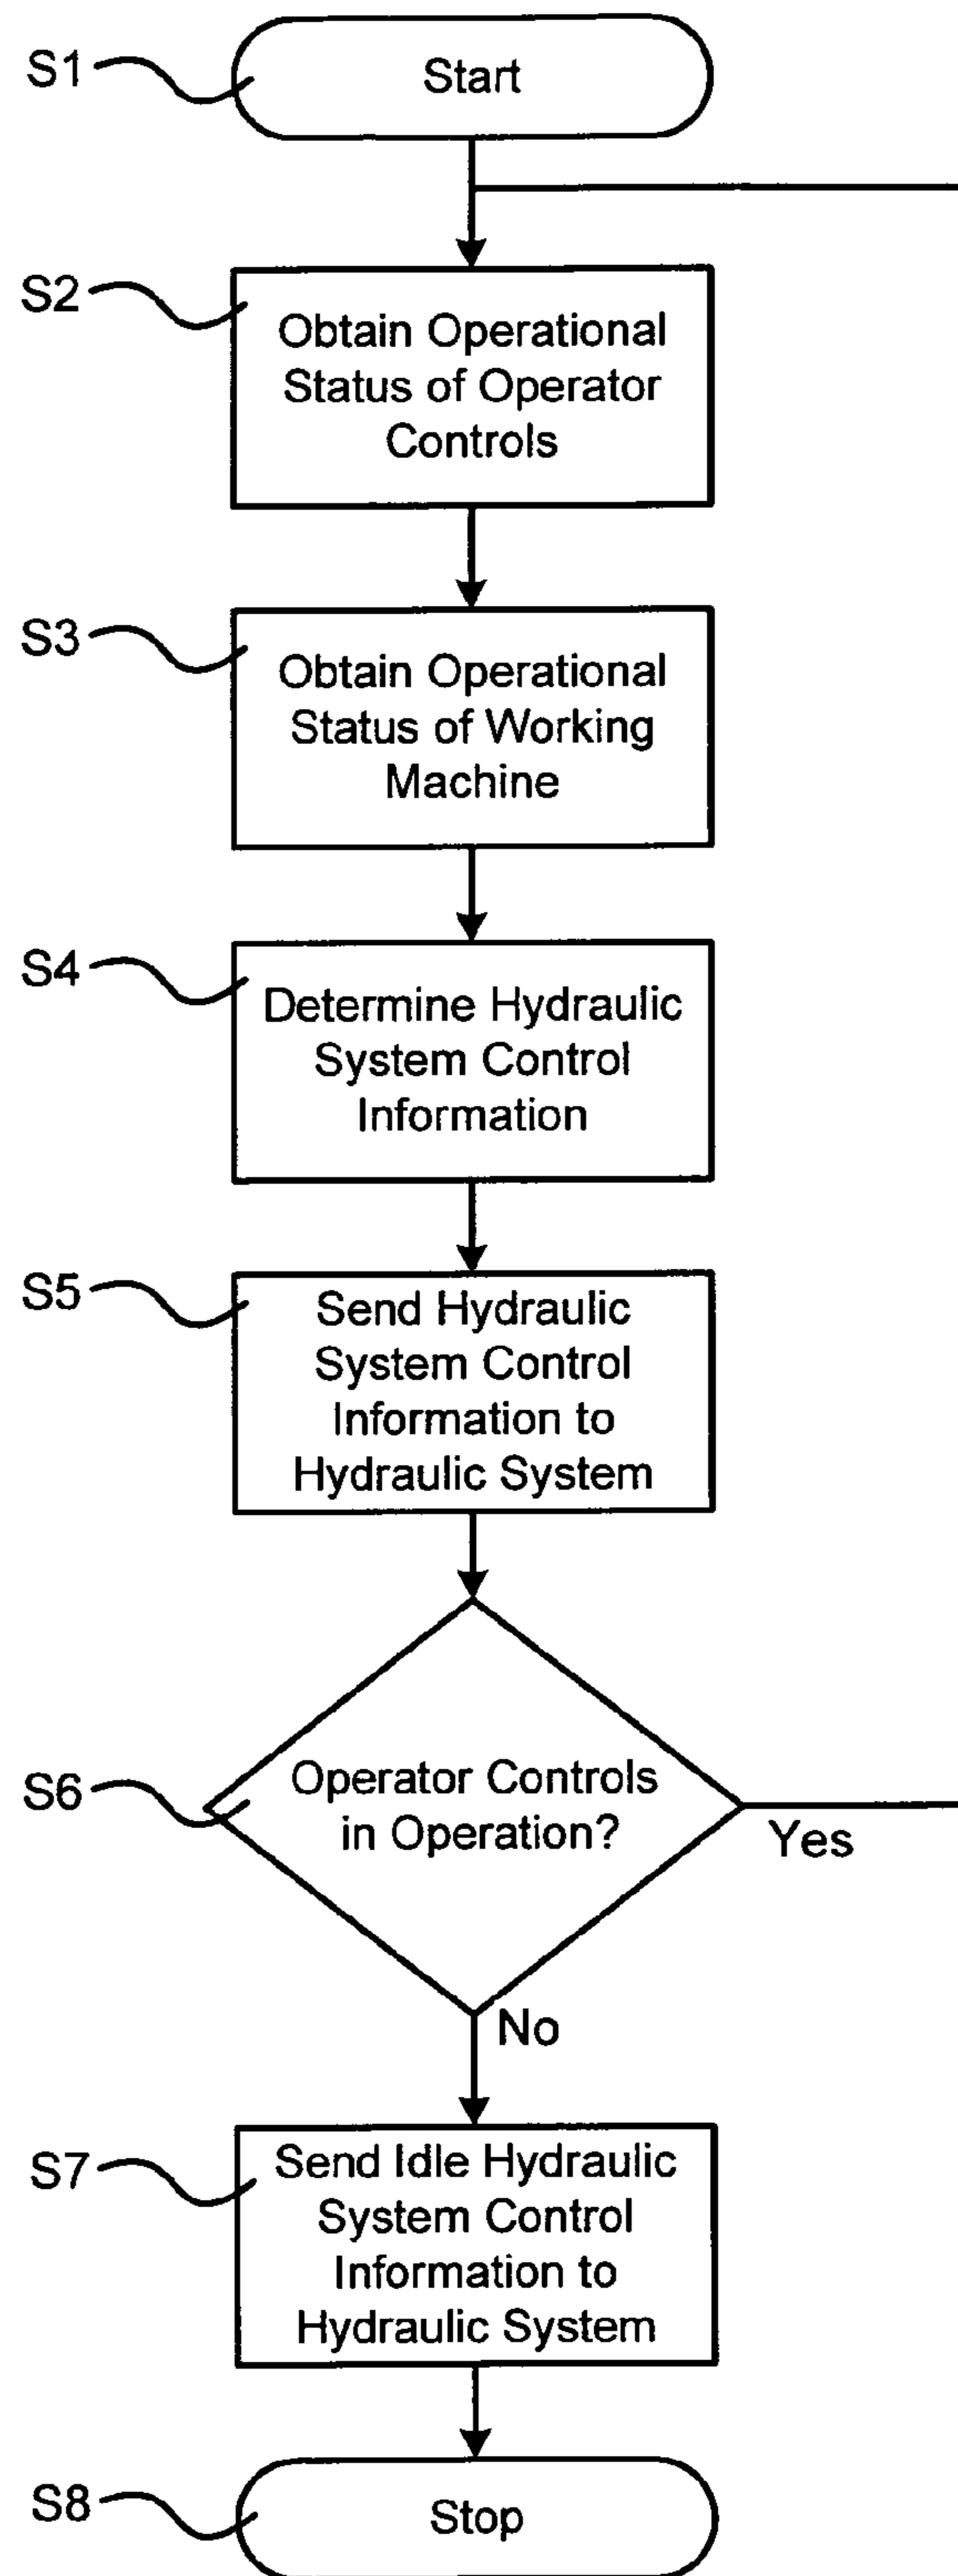 S1
Start
S2
Obtain Operational
Status of Operator
Controls
S3
Obtain Operational
Status of Working
Machine
S4
Determine Hydraulic
System Control
Information
S5
Send Hydraulic
System Control
Information to
Hydraulic System
S6
Operator Controls
in Operation?
Yes
No
S7
Send Idle Hydraulic
System Control
Information to
Hydraulic System
S8
Stop